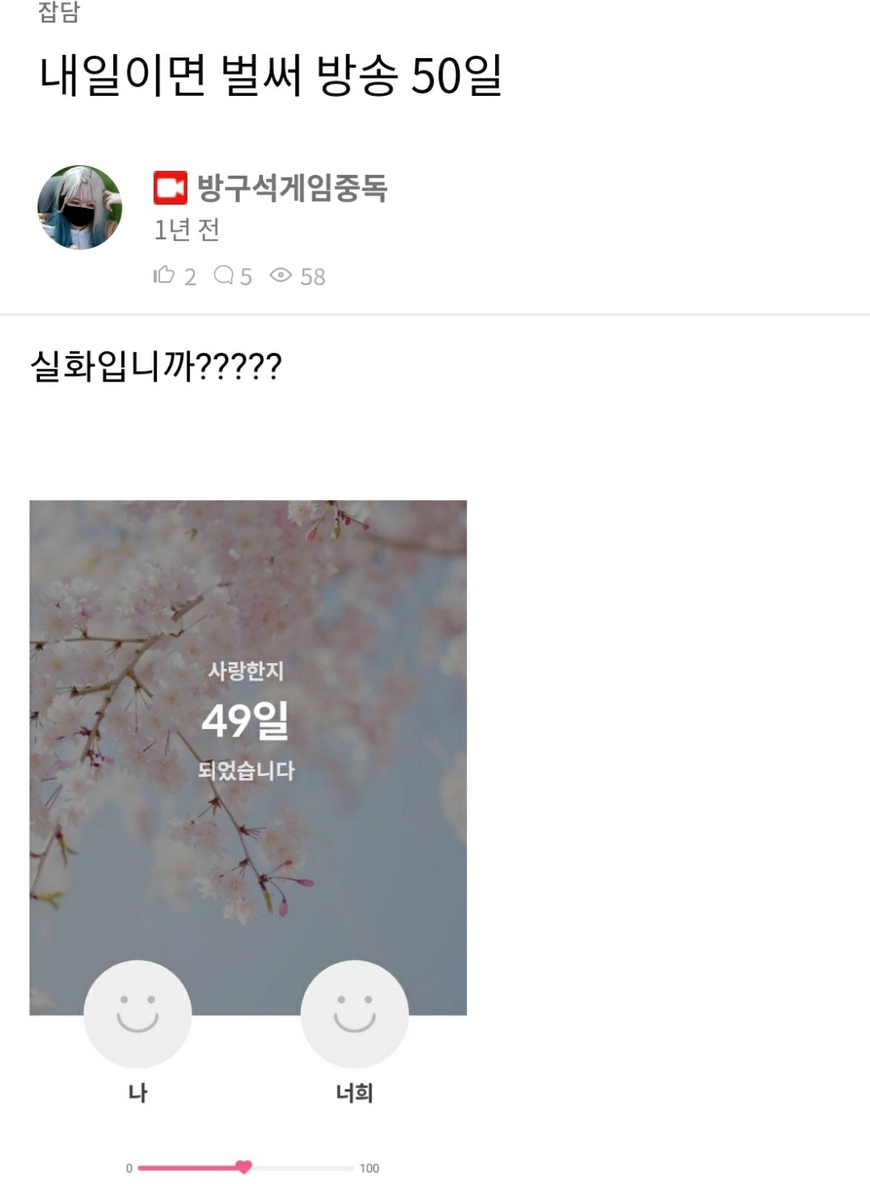 잡담
내일이면 벌써 방송 50일
방구석게임중독
1년 전
2 5 58
실화입니까?????
사랑한지
49일
되었습니다
나 너희
0 100